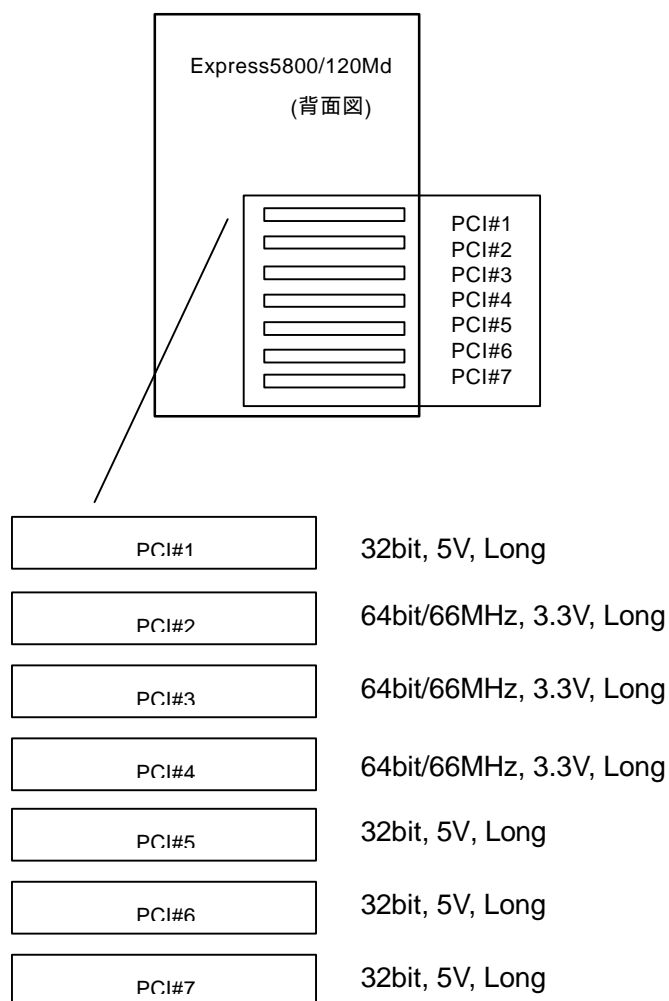 Express5800/120Md
(背面図)
PCI#1
PCI#2
PCI#3
PCI#4
PCI#5
PCI#6
PCI#7
PCI#1 32bit, 5V, Long
PCI#2 64bit/66MHz, 3.3V, Long
PCI#3 64bit/66MHz, 3.3V, Long
PCI#4 64bit/66MHz, 3.3V, Long
PCI#5 32bit, 5V, Long
PCI#6 32bit, 5V, Long
PCI#7 32bit, 5V, Long